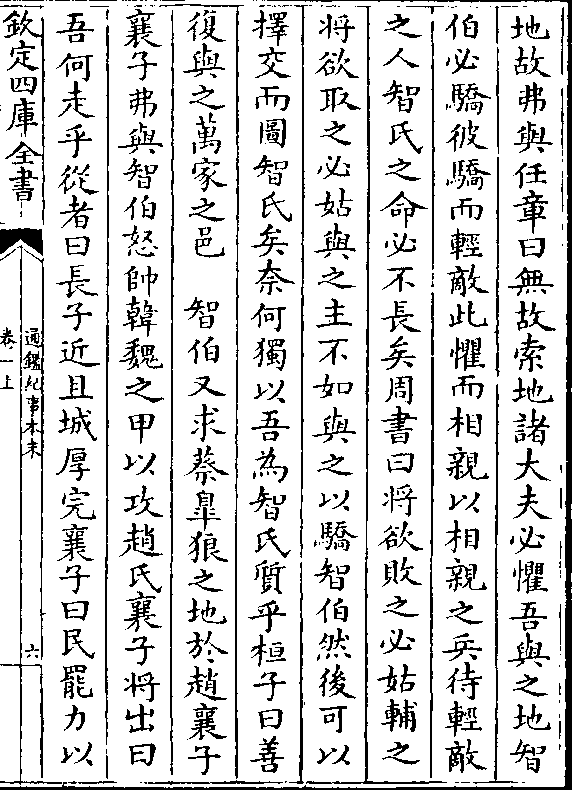 地故弗與任章曰無故索地諸大夫必懼吾與之地智
伯必驕彼驕而輕敵此懼而相親以相親之兵待輕敵
之人智氏之命必不長矣周書曰將欲敗之必姑輔之
將欲取之必姑與之主不如與之以驕智伯然後可以
擇交而圖智氏矣奈何獨以吾為智氏質乎桓子曰善
復與之萬家之邑　智伯又求蔡臯狼之地於趙襄子
襄子弗與智伯怒帥韓魏之甲以攻趙氏襄子將出曰
吾何走乎從者曰長子近且城厚完襄子曰民罷力以
欽定四庫全書
通鑑紀事本末
卷一上
六